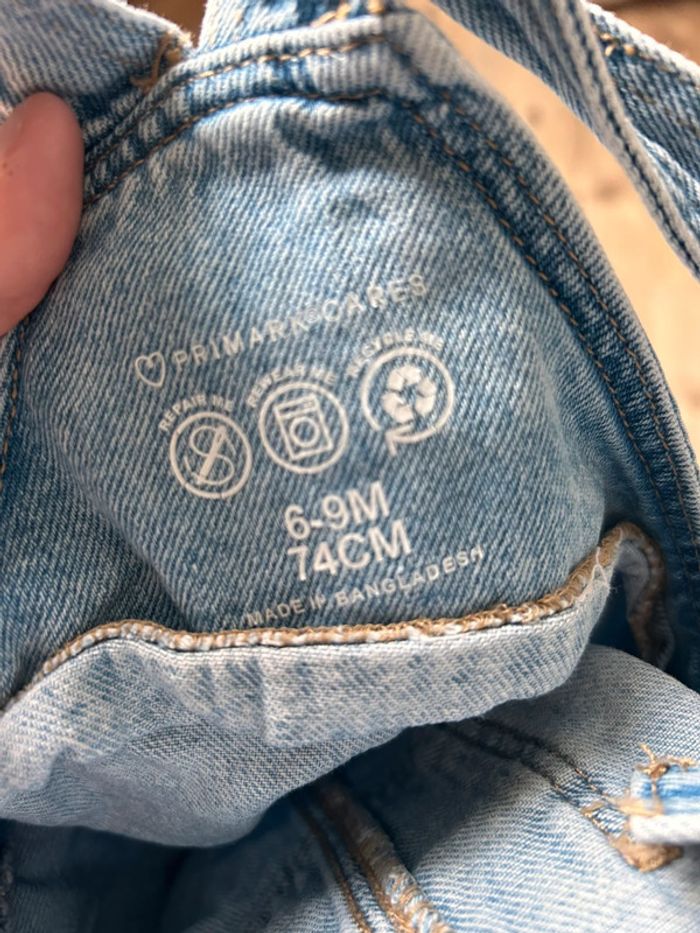 PRIMARK® CARES
REPAIR ME REWEAR ME RECYCLE ME
6-9M
74CM
MADE IN BANGLADESH